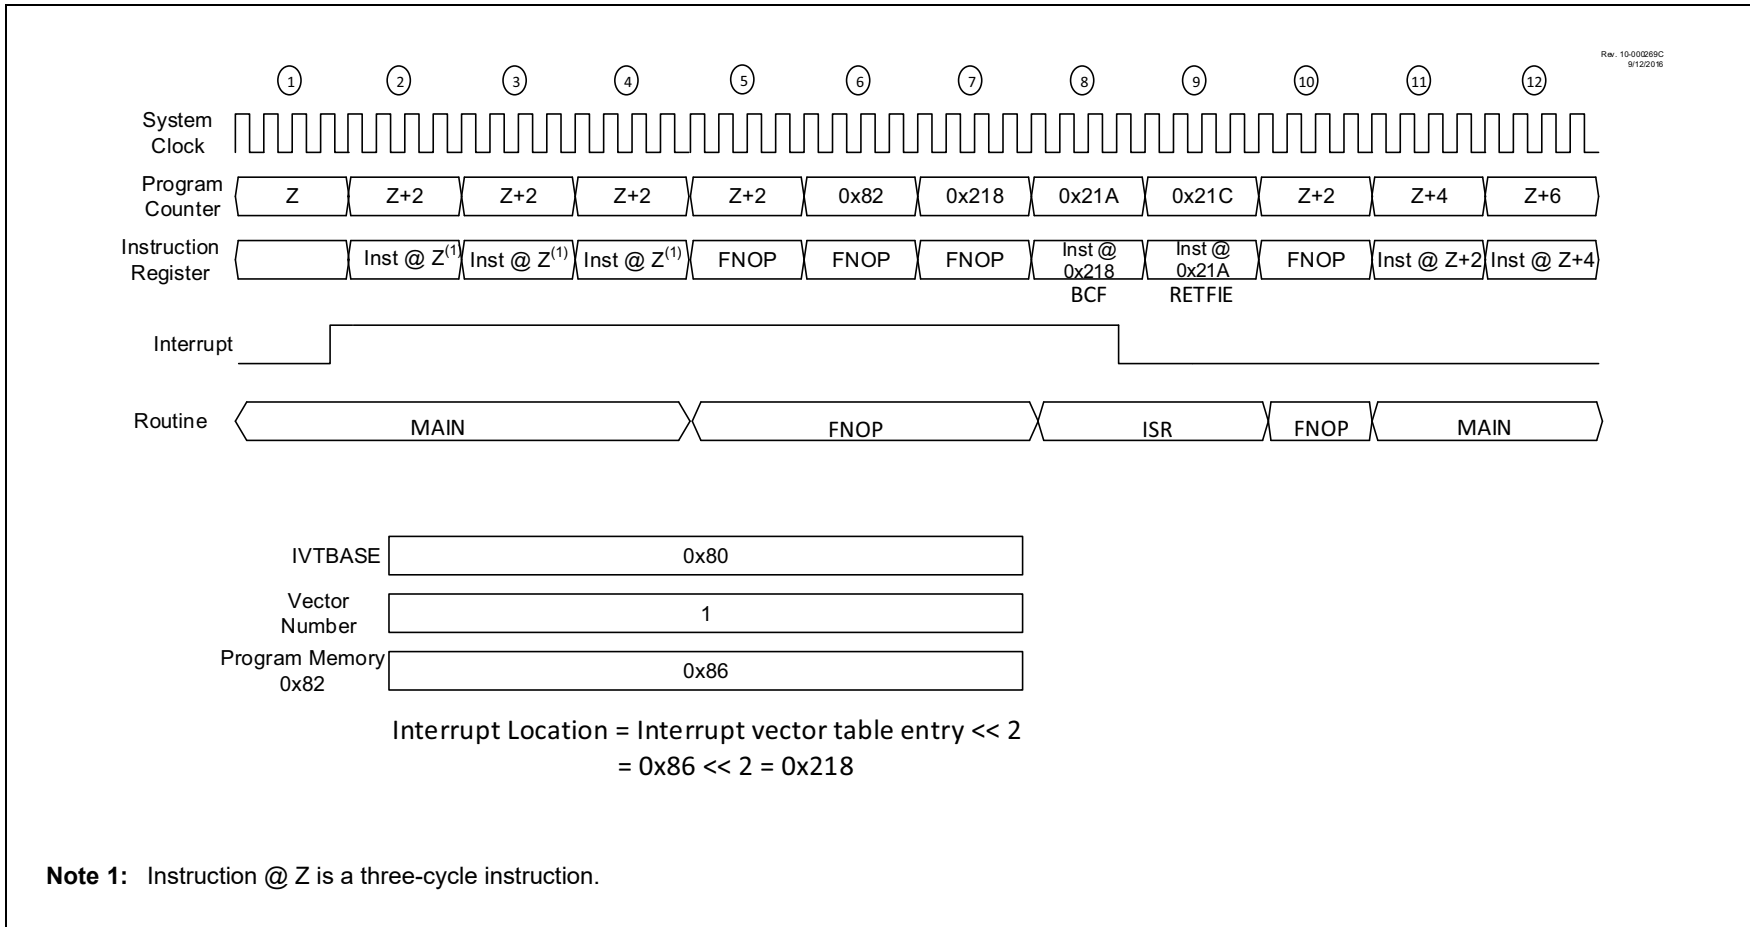 Rev. 10-000269C
9/12/2016
1 2 3 4 5 6 7 8 9 10 11 12
System
Clock
Program
Counter
Z Z+2 Z+2 Z+2 Z+2 0x82 0x218 0x21A 0x21C Z+2 Z+4 Z+6
Instruction
Register
Inst @ Z(1) Inst @ Z(1) Inst @ Z(1) FNOP FNOP FNOP Inst @ 0x218 Inst @ 0x21A FNOP Inst @ Z+2 Inst @ Z+4
BCF RETFIE
Interrupt
Routine MAIN FNOP ISR FNOP MAIN
IVTBASE 0x80
Vector
Number
1
Program Memory
0x82
0x86
Interrupt Location = Interrupt vector table entry << 2
= 0x86 << 2 = 0x218
Note 1: Instruction @ Z is a three-cycle instruction.